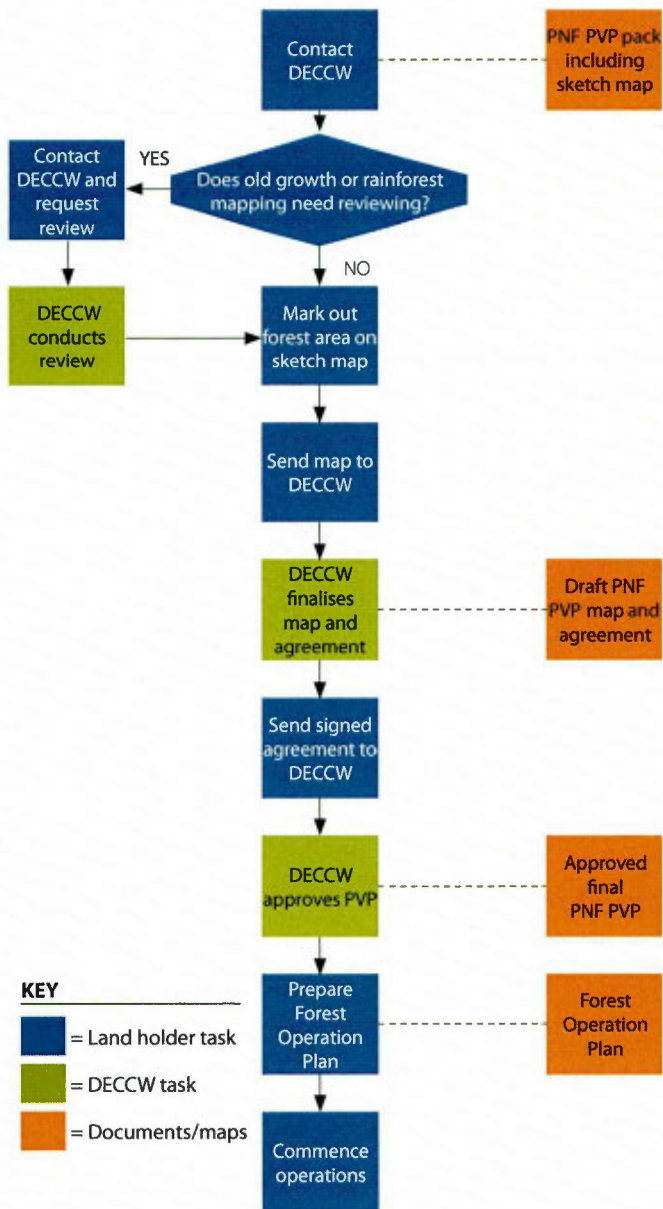 Contact
DECCW
PNF PVP pack
including
sketch map
Contact
DECCW and
request
review
YES
Does old growth or rainforest
mapping need reviewing?
NO
DECCW
conducts
review
Mark out
forest area on
sketch map
Send map to
DECCW
DECCW
finalises
map and
agreement
Draft PNF
PVP map and
agreement
Send signed
agreement to
DECCW
DECCW
approves PVP
Approved
final
PNF PVP
Prepare
Forest
Operation
Plan
Forest
Operation
Plan
Commence
operations
KEY
= Land holder task
= DECCW task
= Documents/maps